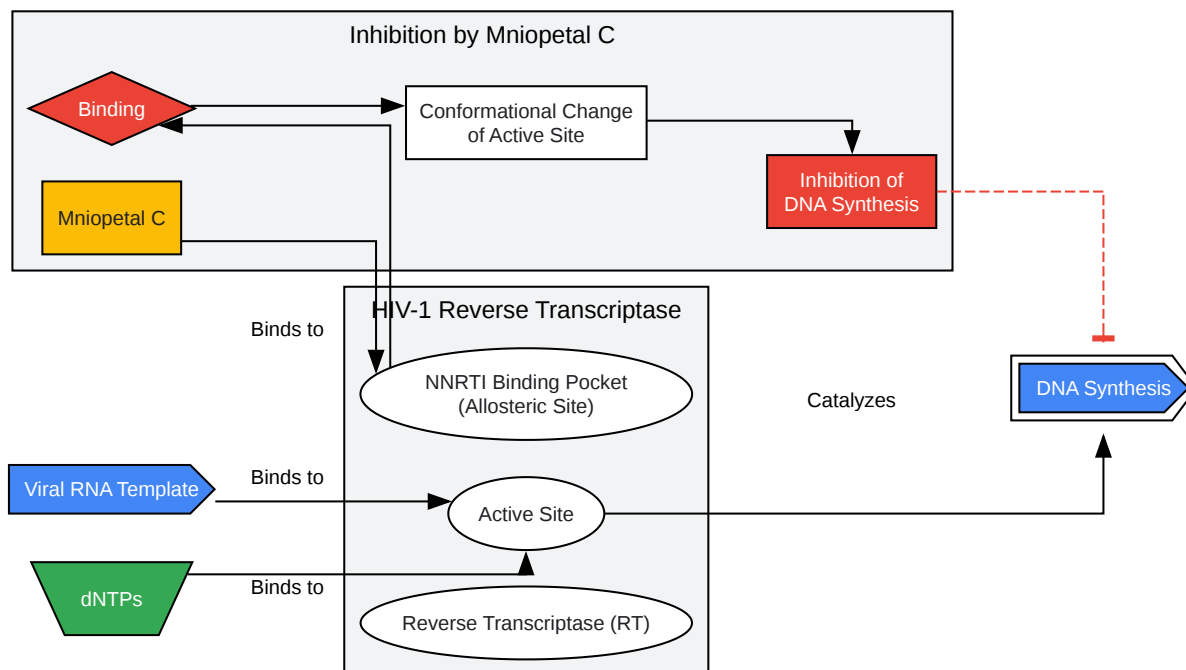 Inhibition by Mniopetal C
Binding
Conformational Change
of Active Site
Inhibition of
DNA Synthesis
Mniopetal C
HIV-1 Reverse Transcriptase
Binds to
NNRTI Binding Pocket
(Allosteric Site)
Catalyzes
DNA Synthesis
Viral RNA Template
Binds to
Active Site
dNTPs
Binds to
Reverse Transcriptase (RT)